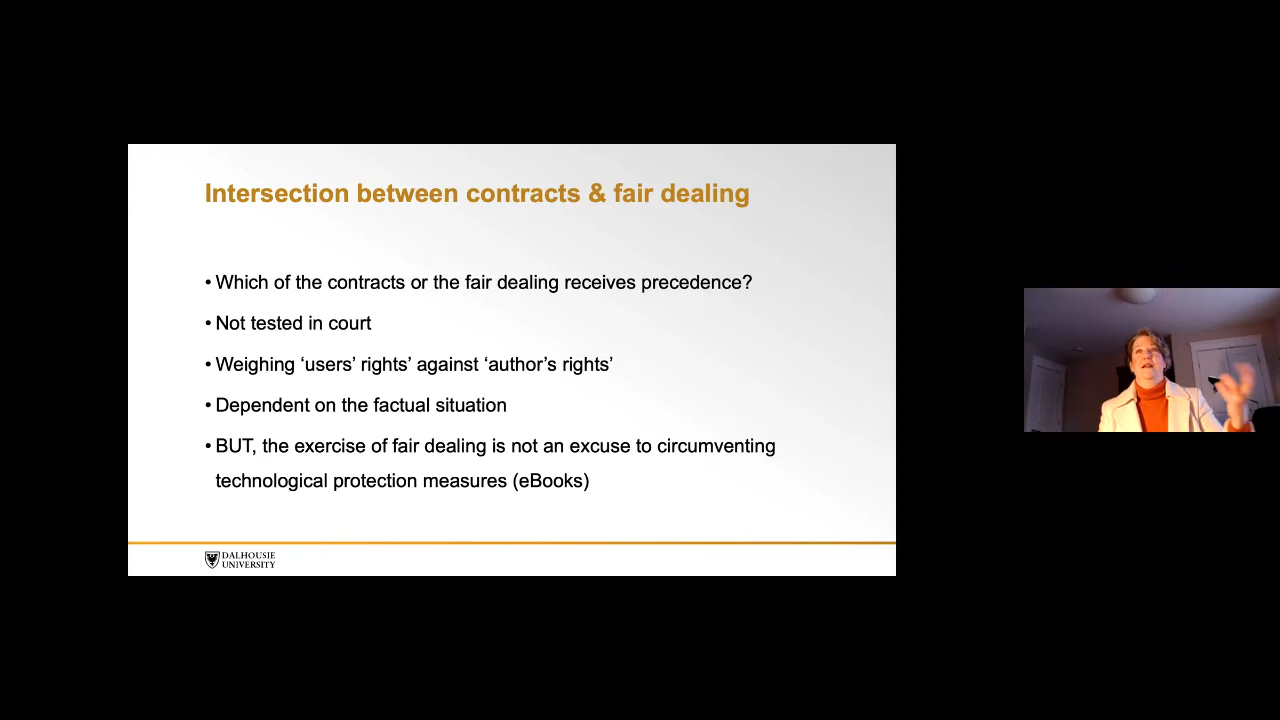 Intersection between contracts & fair dealing
• Which of the contracts or the fair dealing receives precedence?
• Not tested in court
• Weighing ‘users’ rights’ against ‘author’s rights’
• Dependent on the factual situation
• BUT, the exercise of fair dealing is not an excuse to circumventing
technological protection measures (eBooks)
DALHOUSIE
UNIVERSITY